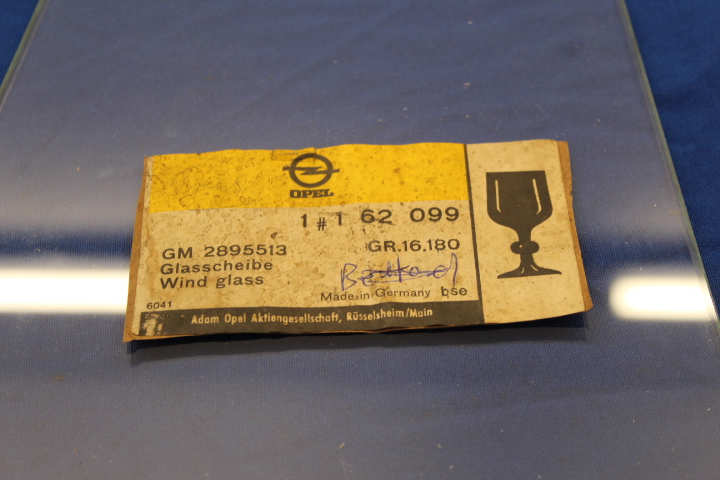 OPEL
1 # 1 62 099
GM 2895513 GR.16.180
Glasscheibe
Wind glass
Made in Germany bse
6041
Adam Opel Aktiengesellschaft, Rüsselsheim/Main